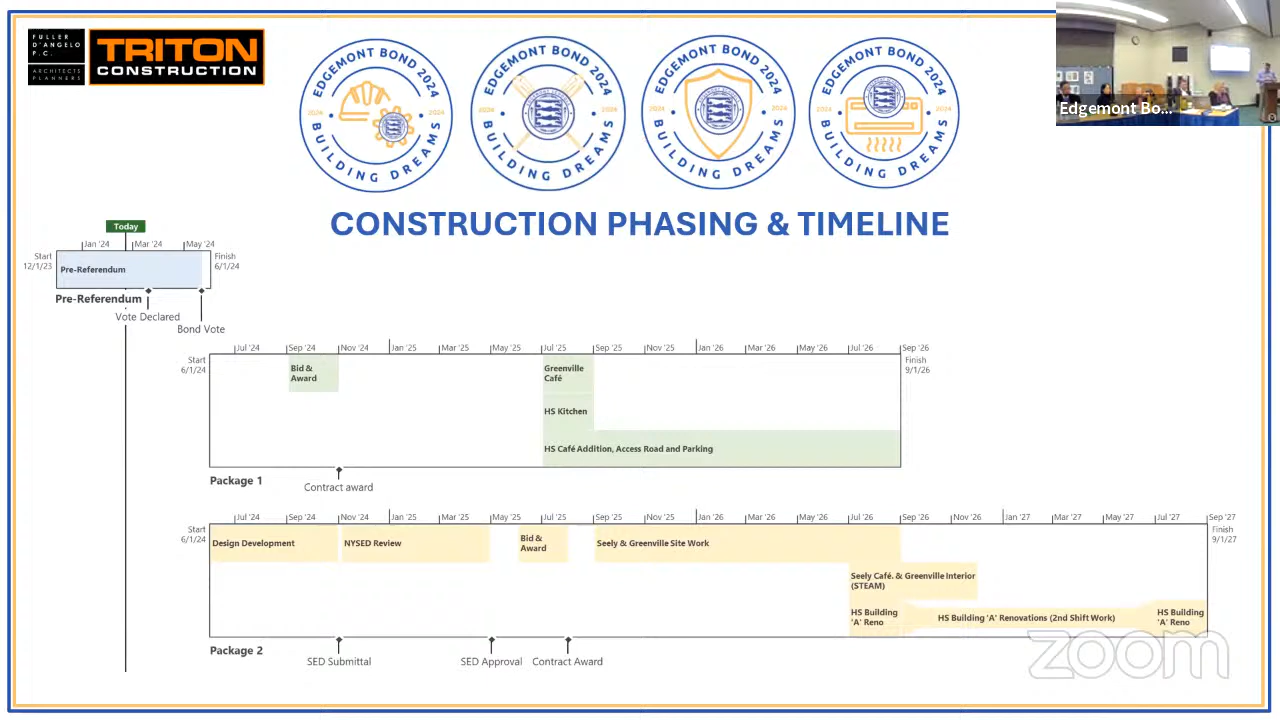 FULLER
D'ANGELO
P.C.
ARCHITECTS
PLANNERS
TRITON
CONSTRUCTION
EDGEMONT BOND 2024
2024 2024
BUILDING DREAMS
EDGEMONT BOND 2024
2024 2024
BUILDING DREAMS
EDGEMONT BOND 2024
2024 2024
BUILDING DREAMS
EDGEMONT BOND 2024
2024 2024
BUILDING DREAMS
Edgemont Bo...
CONSTRUCTION PHASING & TIMELINE
Today
Jan '24 Mar '24 May '24
Start
12/1/23
Pre-Referendum
Finish
6/1/24
Pre-Referendum
Vote Declared
Bond Vote
Jul '24 Sep '24 Nov '24 Jan '25 Mar '25 May '25 Jul '25 Sep '25 Nov '25 Jan '26 Mar '26 May '26 Jul '26 Sep '26
Start
6/1/24
Finish
9/1/26
Bid &
Award
Greenville
Café
HS Kitchen
HS Café Addition, Access Road and Parking
Package 1
Contract award
Jul '24 Sep '24 Nov '24 Jan '25 Mar '25 May '25 Jul '25 Sep '25 Nov '25 Jan '26 Mar '26 May '26 Jul '26 Sep '26 Nov '26 Jan '27 Mar '27 May '27 Jul '27 Sep '27
Start
6/1/24
Finish
9/1/27
Design Development
NYSED Review
Bid &
Award
Seely & Greenville Site Work
Seely Café. & Greenville Interior
(STEAM)
HS Building
'A' Reno
HS Building 'A' Renovations (2nd Shift Work)
HS Building
'A' Reno
Package 2
SED Submittal
SED Approval
Contract Award
zoom